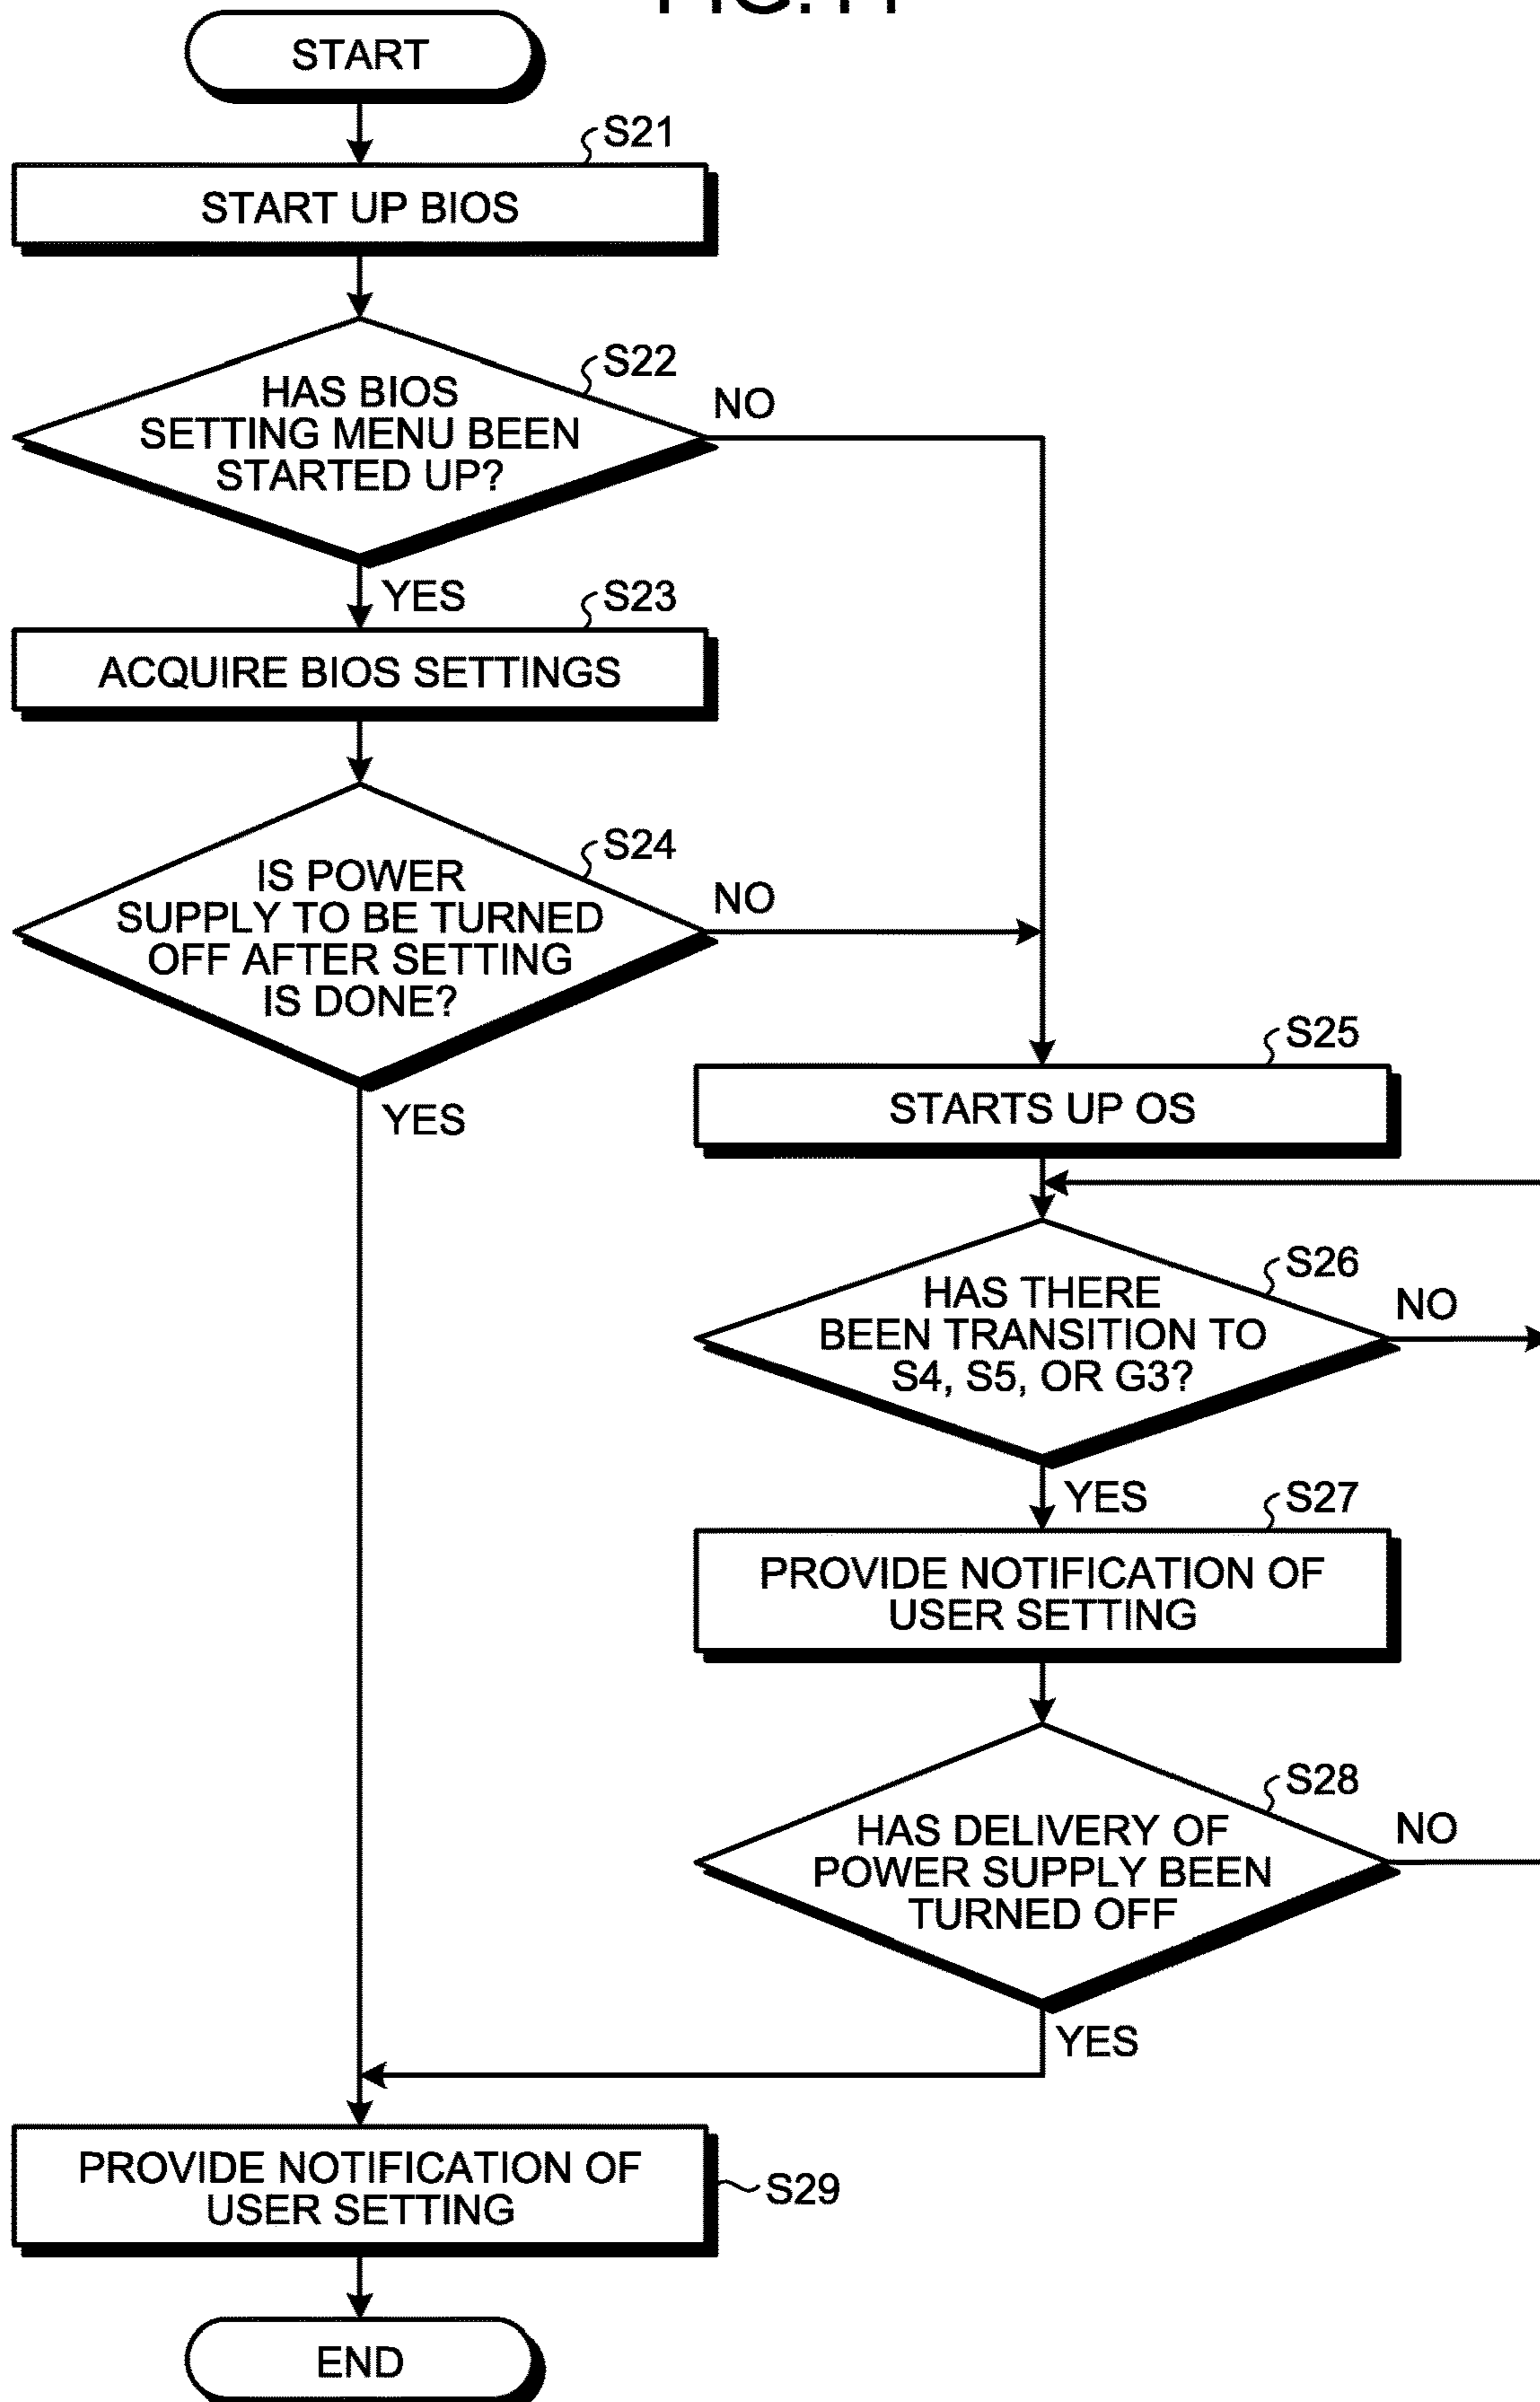 START
S21
START UP BIOS
S22
HAS BIOS
SETTING MENU BEEN
STARTED UP?
NO
YES
S23
ACQUIRE BIOS SETTINGS
S24
IS POWER
SUPPLY TO BE TURNED
OFF AFTER SETTING
IS DONE?
NO
YES
S25
STARTS UP OS
S26
HAS THERE
BEEN TRANSITION TO
S4, S5, OR G3?
NO
YES
S27
PROVIDE NOTIFICATION OF
USER SETTING
S28
HAS DELIVERY OF
POWER SUPPLY BEEN
TURNED OFF
NO
YES
PROVIDE NOTIFICATION OF
USER SETTING
S29
END